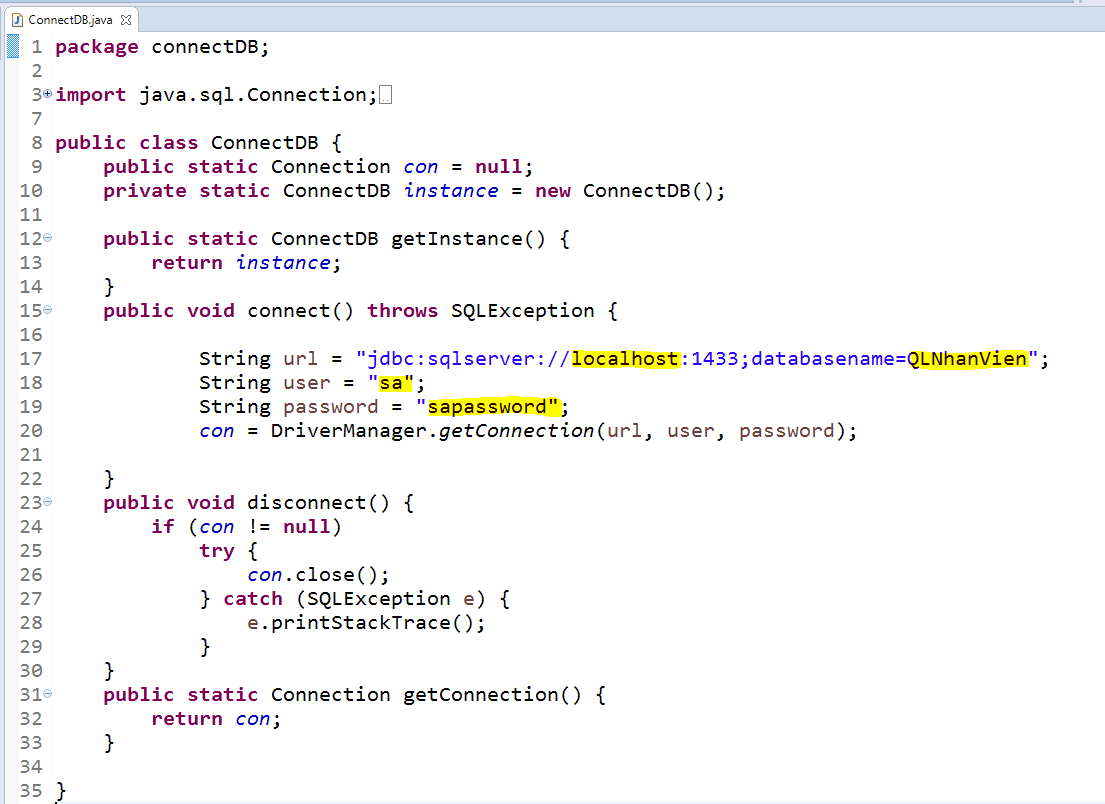 ConnectDB.java
1 package connectDB;
2
3 import java.sql.Connection;
7
8 public class ConnectDB {
9     public static Connection con = null;
10     private static ConnectDB instance = new ConnectDB();
11
12     public static ConnectDB getInstance() {
13         return instance;
14     }
15     public void connect() throws SQLException {
16
17             String url = "jdbc:sqlserver://localhost:1433;databasename=QLNhanVien";
18             String user = "sa";
19             String password = "sapassword";
20             con = DriverManager.getConnection(url, user, password);
21
22     }
23     public void disconnect() {
24         if (con != null)
25             try {
26                 con.close();
27             } catch (SQLException e) {
28                 e.printStackTrace();
29             }
30     }
31     public static Connection getConnection() {
32         return con;
33     }
34
35 }